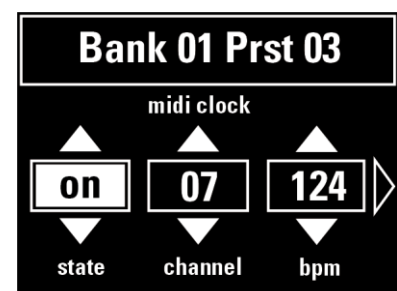 Bank 01 Prst 03
midi clock
on 07 124
state channel bpm